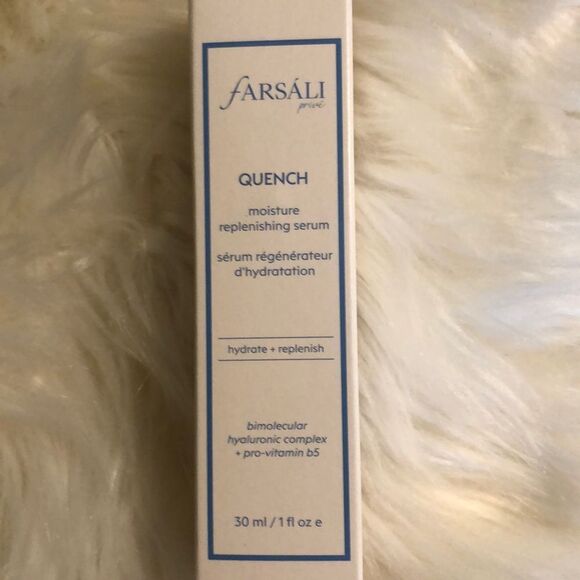 fARSÁLI
privé
QUENCH
moisture
replenishing serum
sérum régénérateur
d'hydratation
hydrate + replenish
bimolecular
hyaluronic complex
+ pro-vitamin b5
30 ml / 1 fl oz e